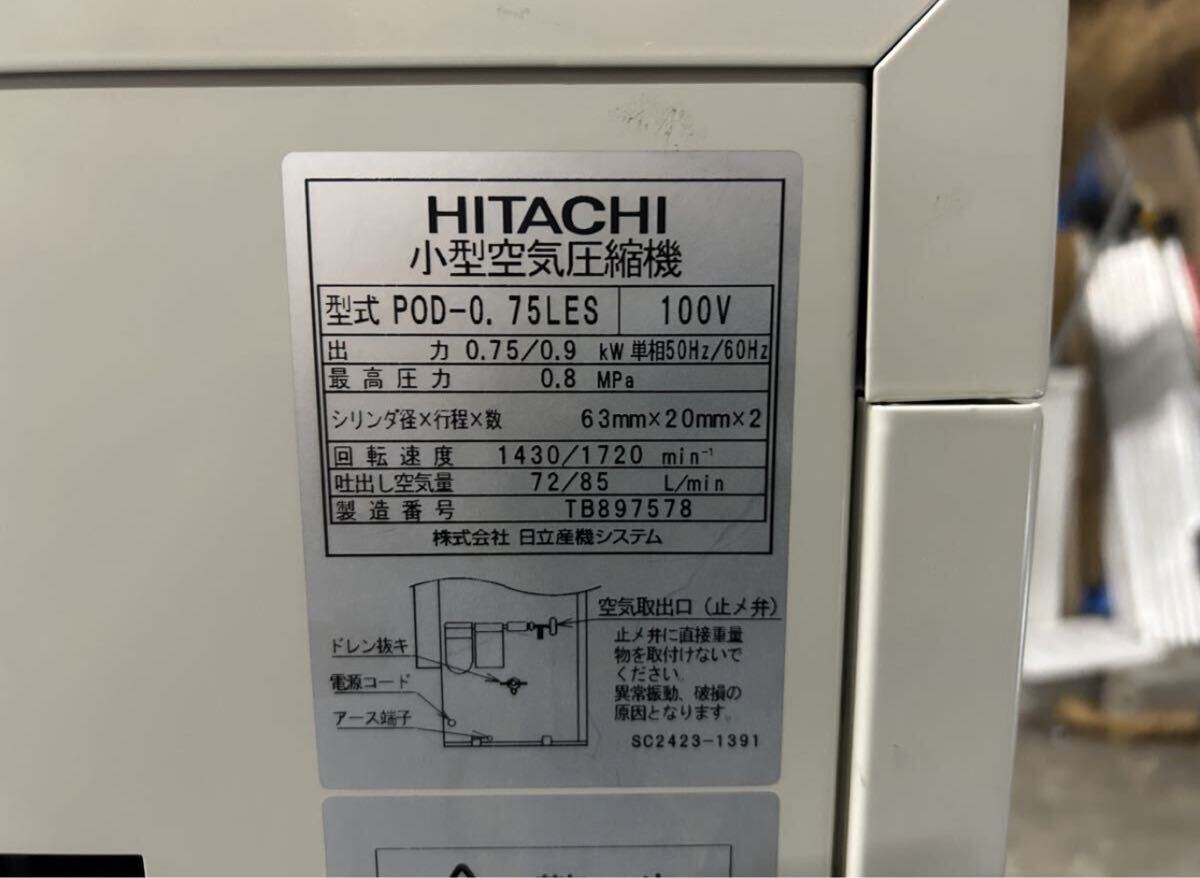 HITACHI
小型空気圧縮機
型式 POD-0.75LES 100V
出力 0.75/0.9 kW 単相50Hz/60Hz
最高圧力 0.8 MPa
シリンダ径×行程×数 63mm×20mm×2
回転速度 1430/1720 min⁻¹
吐出し空気量 72/85 L/min
製造番号 TB897578
株式会社 日立産機システム
空気取出口(止メ弁)
止メ弁に直接重量
物を取付けないで
ください。
異常振動、破損の
原因となります。
ドレン抜キ
電源コード
アース端子
SC2423-1391